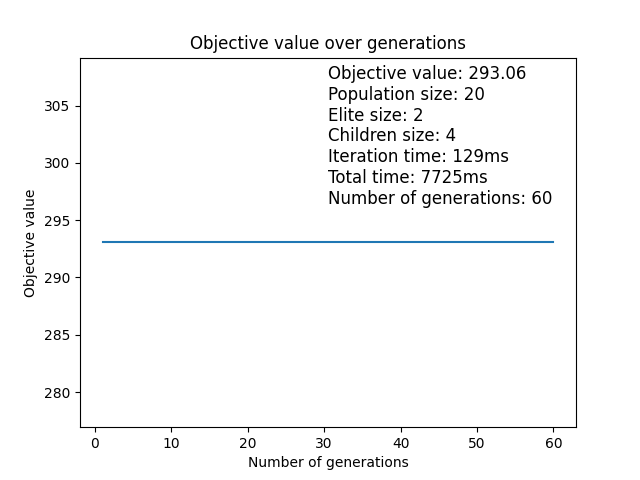 Objective value over generations
Objective value: 293.06
Population size: 20
Elite size: 2
Children size: 4
Iteration time: 129ms
Total time: 7725ms
Number of generations: 60
Objective value
305
300
295
290
285
280
0 10 20 30 40 50 60
Number of generations